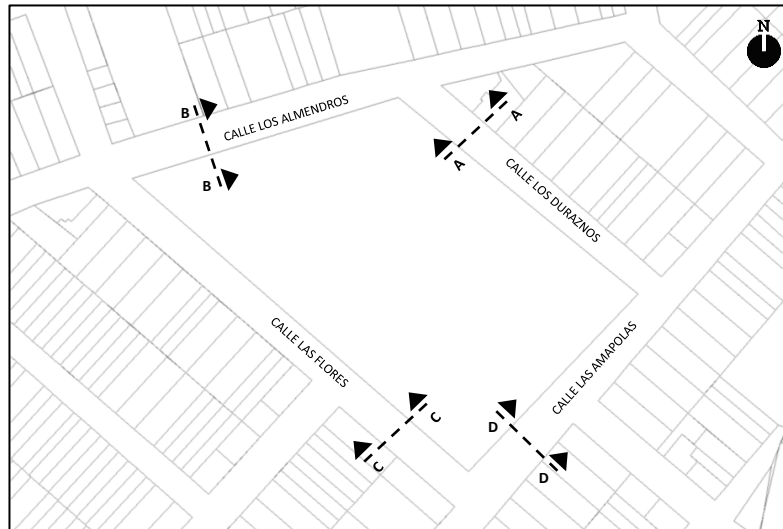 N
B
CALLE LOS ALMENDROS
A
B
A
CALLE LOS DURAZNOS
CALLE LAS FLORES
CALLE LAS AMAPOLAS
C
D
C
D